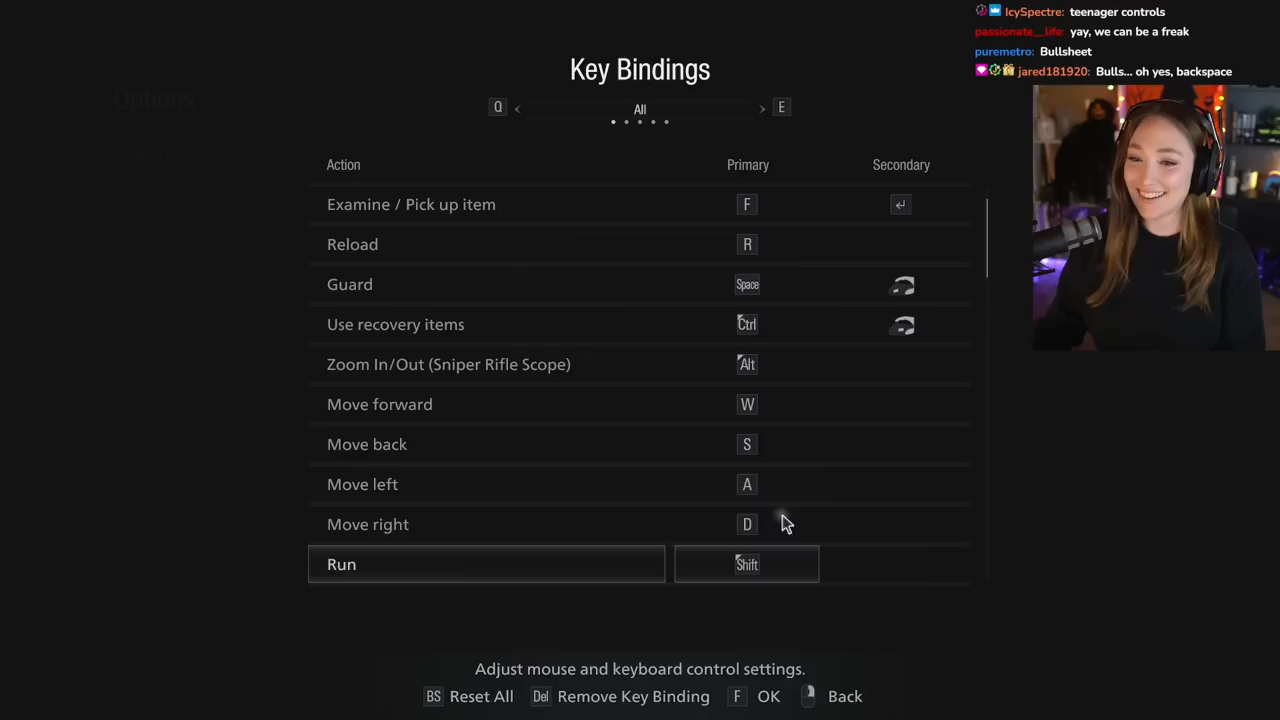 IcySpectre: teenager controls
passionate__life: yay, we can be a freak
puremetro: Bullsheet
jared181920: Bulls... oh yes, backspace
Options
Key Bindings
Q < All > E
Action Primary Secondary
Examine / Pick up item F ↵
Reload R
Guard Space
Use recovery items Ctrl
Zoom In/Out (Sniper Rifle Scope) Alt
Move forward W
Move back S
Move left A
Move right D
Run Shift
Adjust mouse and keyboard control settings.
BS Reset All Del Remove Key Binding F OK Back